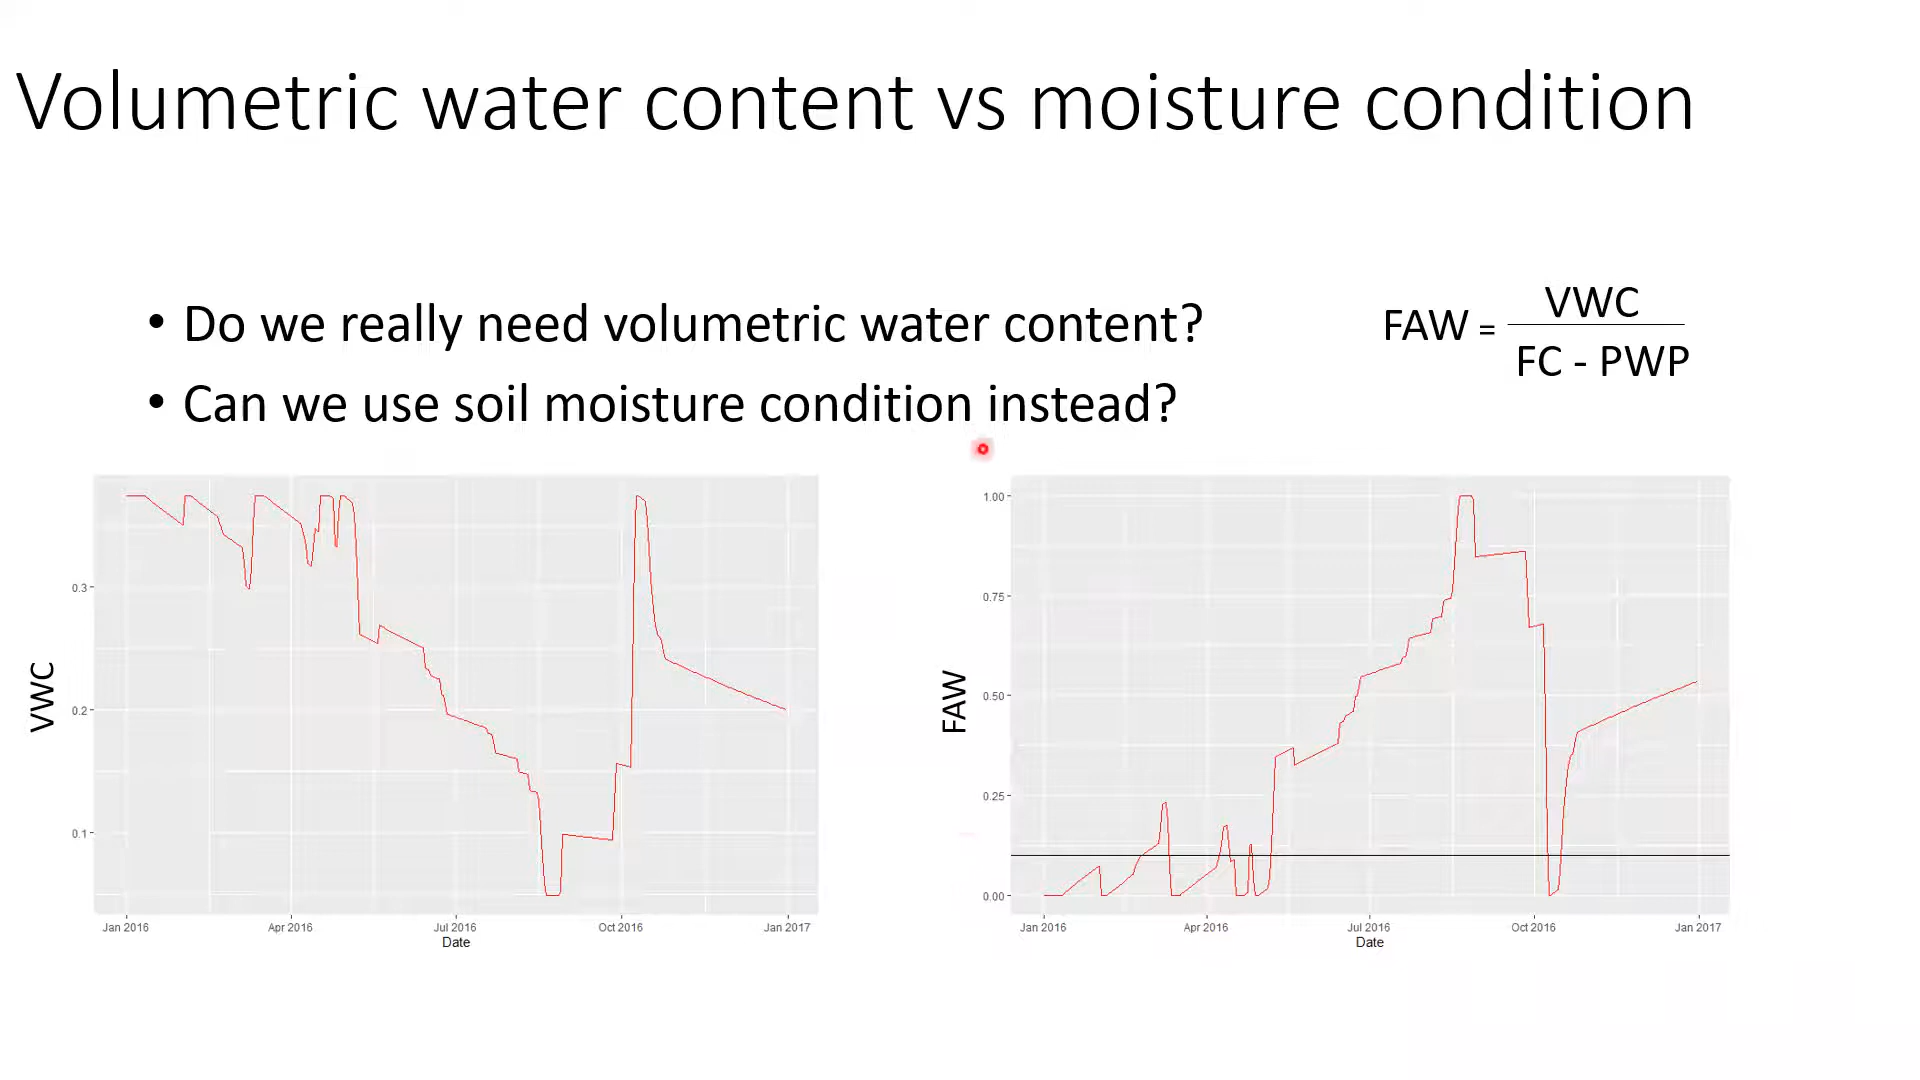 Volumetric water content vs moisture condition
• Do we really need volumetric water content?
• Can we use soil moisture condition instead?
FAW = VWC
FC - PWP
VWC
0.3
0.2
0.1
Jan 2016 Apr 2016 Jul 2016 Oct 2016 Jan 2017
Date
FAW
1.00
0.75
0.50
0.25
0.00
Jan 2016 Apr 2016 Jul 2016 Oct 2016 Jan 2017
Date